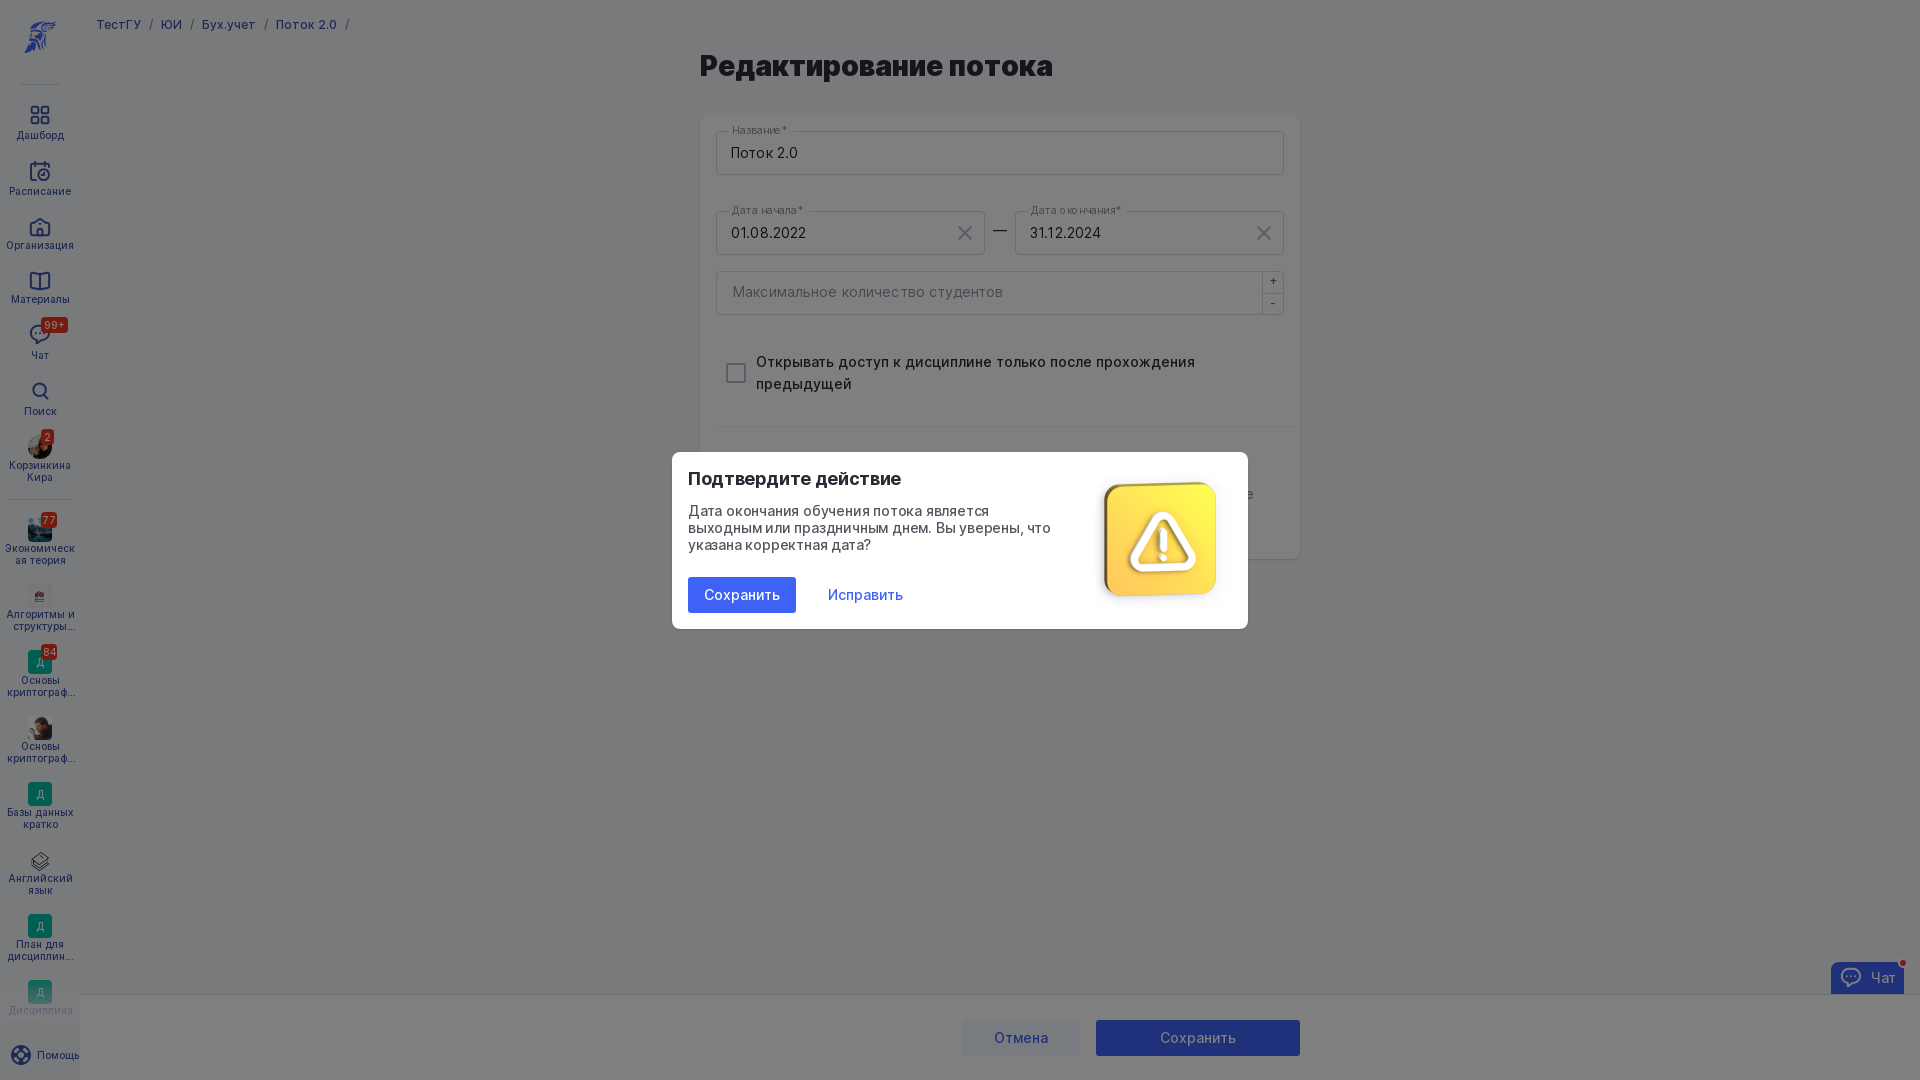 ТестГУ / ЮИ / Бух.учет / Поток 2.0 /
Редактирование потока
Дашборд
Расписание
Организация
Материалы
99+
Чат
Поиск
2
Корзинкина
Кира
77
Экономическ
ая теория
Алгоритмы и
структуры...
84
Д
Основы
криптограф...
Основы
криптограф...
Д
Базы данных
кратко
Английский
язык
Д
План для
дисциплин...
Д
Дисциплина
Помощь
Название*
Поток 2.0
Дата начала*
01.08.2022
—
Дата окончания*
31.12.2024
Максимальное количество студентов
+
-
Открывать доступ к дисциплине только после прохождения
предыдущей
Подтвердите действие
Дата окончания обучения потока является
выходным или праздничным днем. Вы уверены, что
указана корректная дата?
Сохранить
Исправить
е
Чат
Отмена
Сохранить